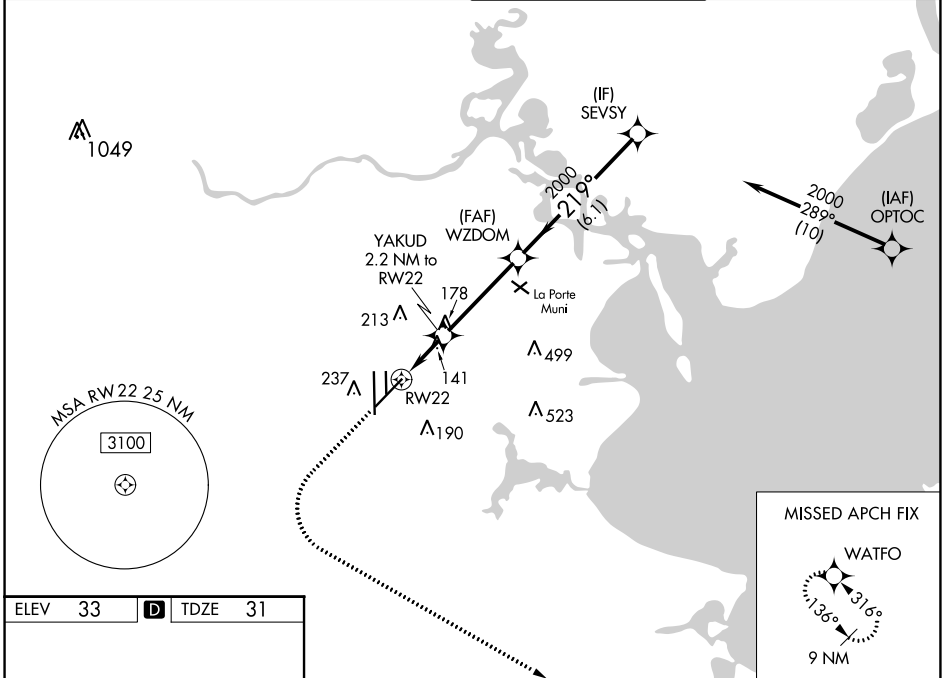 1049
(IF)
SEVSY
2000
219°
(6.1)
2000
289°
(10)
(IAF)
OPTOC
(FAF)
WZDOM
YAKUD
2.2 NM to
RW22
La Porte
Muni
178
213
499
141
237
RW22
523
190
MSA RW22 25 NM
3100
MISSED APCH FIX
WATFO
316°
136°
9 NM
ELEV 33 D TDZE 31